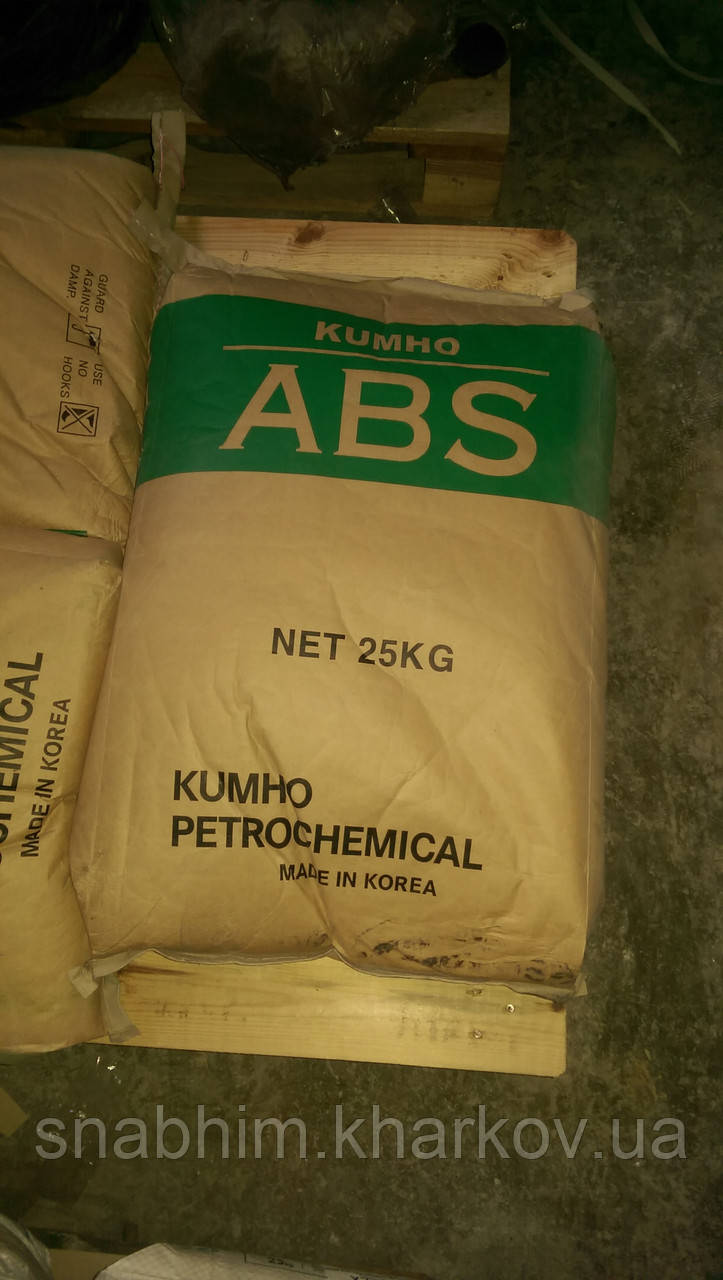 GUARD
AGAINST
DAMP.
USE
NO
HOOKS
KUMHO
ABS
NET 25KG
KUMHO
PETROCHEMICAL
MADE IN KOREA
MADE IN KOREA
snabhim.kharkov.ua